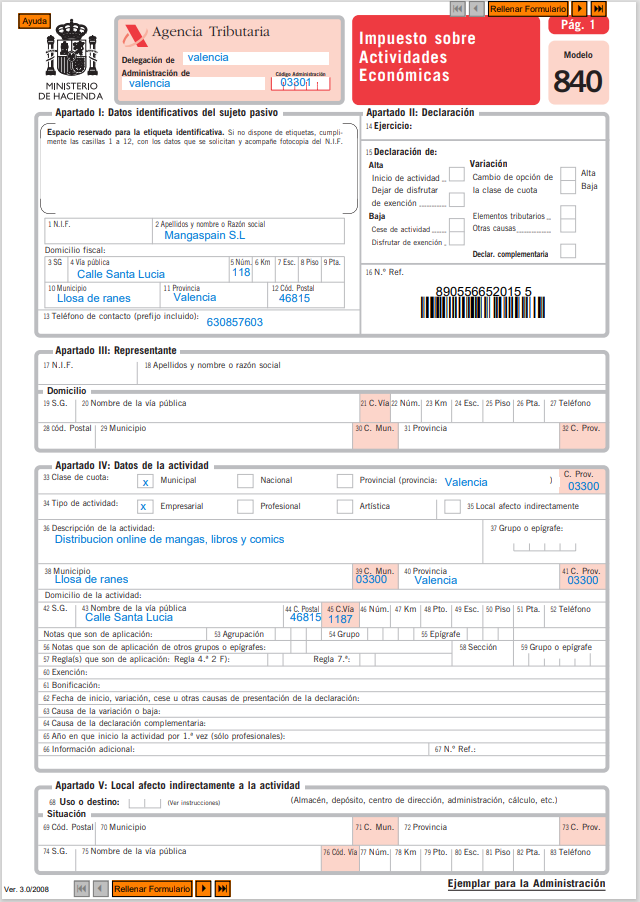 Rellenar Formulario
Ayuda
MINISTERIO
DE HACIENDA
Agencia Tributaria
Delegación de valencia
Administración de
valencia
Código Administración
03301
Impuesto sobre
Actividades
Económicas
Pág. 1
Modelo
840
Apartado I: Datos identificativos del sujeto pasivo
Espacio reservado para la etiqueta identificativa. Si no dispone de etiquetas, cumpli-
mente las casillas 1 a 12, con los datos que se solicitan y acompañe fotocopia del N.I.F.
1 N.I.F. 2 Apellidos y nombre o Razón social
Mangaspain S.L
Domicilio fiscal:
3 SG 4 Vía pública 5 Núm. 6 Km 7 Esc. 8 Piso 9 Pta.
Calle Santa Lucia 118
10 Municipio 11 Provincia 12 Cód. Postal
Llosa de ranes Valencia 46815
13 Teléfono de contacto (prefijo incluido): 630857603
Apartado II: Declaración
14 Ejercicio:
15 Declaración de:
Alta
Inicio de actividad
Dejar de disfrutar
de exención
Baja
Cese de actividad
Disfrutar de exención
Variación
Cambio de opción de
la clase de cuota
Alta
Baja
Elementos tributarios
Otras causas
Declar. complementaria
16 N.º Ref.
890556652015 5
Apartado III: Representante
17 N.I.F. 18 Apellidos y nombre o razón social
Domicilio
19 S.G. 20 Nombre de la vía pública 21 C.Vía 22 Núm. 23 Km 24 Esc. 25 Piso 26 Pta. 27 Teléfono
28 Cód. Postal 29 Municipio 30 C. Mun. 31 Provincia 32 C. Prov.
Apartado IV: Datos de la actividad
33 Clase de cuota: x Municipal Nacional Provincial (provincia: Valencia ) C. Prov.
03300
34 Tipo de actividad: x Empresarial Profesional Artística 35 Local afecto indirectamente
36 Descripción de la actividad: 37 Grupo o epígrafe:
Distribucion online de mangas, libros y comics
38 Municipio 39 C. Mun. 40 Provincia 41 C. Prov.
Llosa de ranes 03300 Valencia 03300
Domicilio de la actividad:
42 S.G. 43 Nombre de la vía pública 44 C. Postal 45 C.Vía 46 Núm. 47 Km 48 Pto. 49 Esc. 50 Piso 51 Pta. 52 Teléfono
Calle Santa Lucia 46815 1187
Notas que son de aplicación: 53 Agrupación 54 Grupo 55 Epígrafe
56 Notas que son de aplicación de otros grupos o epígrafes: 58 Sección 59 Grupo o epígrafe
57 Regla(s) que son de aplicación: Regla 4.ª 2 F): Regla 7.ª:
60 Exención:
61 Bonificación:
62 Fecha de inicio, variación, cese u otras causas de presentación de la declaración:
63 Causa de la variación o baja:
64 Causa de la declaración complementaria:
65 Año en que inicio la actividad por 1.ª vez (sólo profesionales):
66 Información adicional: 67 N.º Ref.:
Apartado V: Local afecto indirectamente a la actividad
68 Uso o destino: (Ver instrucciones) (Almacén, depósito, centro de dirección, administración, cálculo, etc.)
Situación
69 Cód. Postal 70 Municipio 71 C. Mun. 72 Provincia 73 C. Prov.
74 S.G. 75 Nombre de la vía pública 76 Cód. Vía 77 Núm. 78 Km 79 Pto. 80 Esc. 81 Piso 82 Pta. 83 Teléfono
Ver. 3.0/2008
Rellenar Formulario
Ejemplar para la Administración